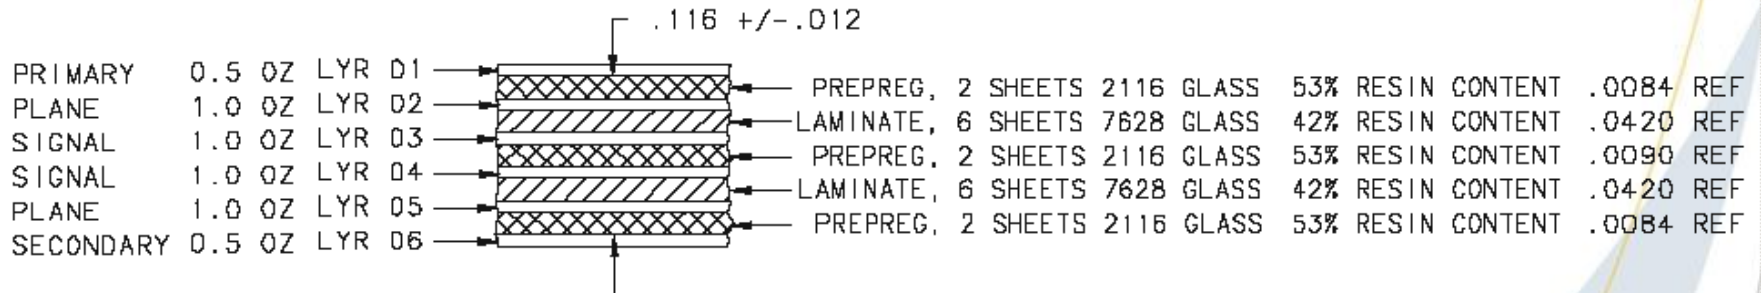 .116 +/-.012
PRIMARY 0.5 OZ LYR 01
PREPREG, 2 SHEETS 2116 GLASS 53% RESIN CONTENT .0084 REF
PLANE 1.0 OZ LYR 02
LAMINATE, 6 SHEETS 7628 GLASS 42% RESIN CONTENT .0420 REF
SIGNAL 1.0 OZ LYR 03
PREPREG, 2 SHEETS 2116 GLASS 53% RESIN CONTENT .0090 REF
SIGNAL 1.0 OZ LYR 04
LAMINATE, 6 SHEETS 7628 GLASS 42% RESIN CONTENT .0420 REF
PLANE 1.0 OZ LYR 05
PREPREG, 2 SHEETS 2116 GLASS 53% RESIN CONTENT .0084 REF
SECONDARY 0.5 OZ LYR 06